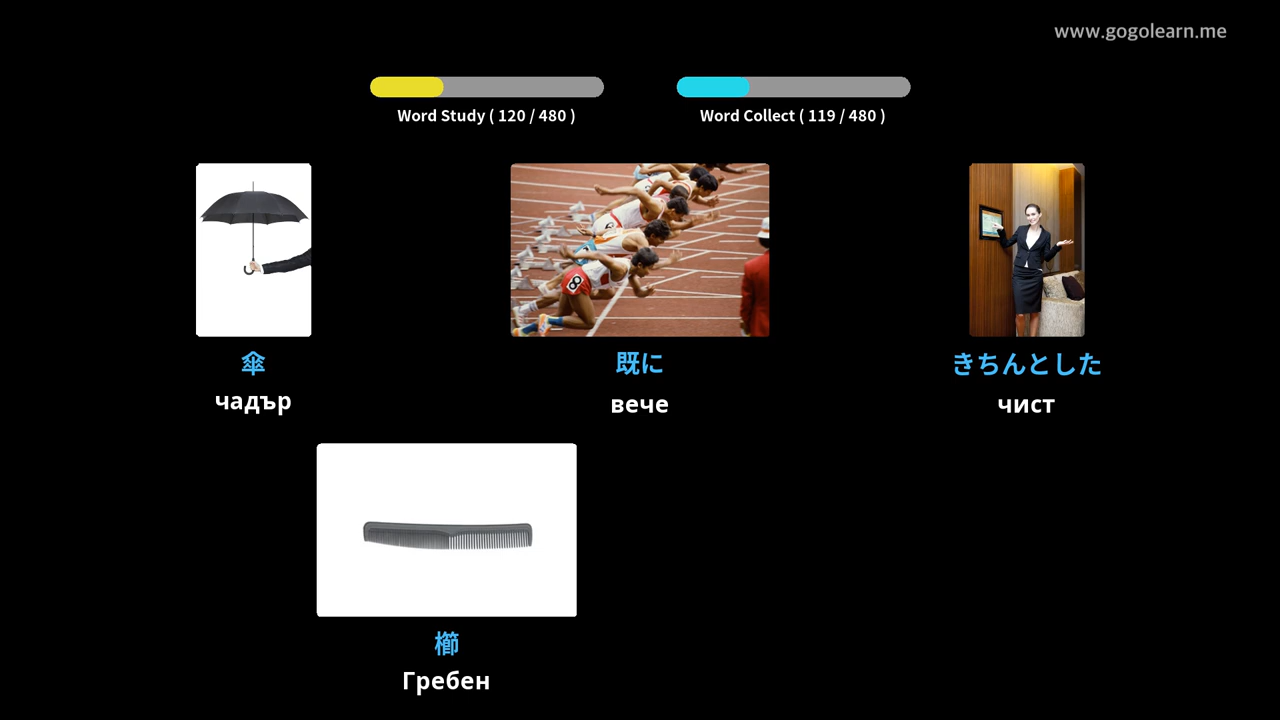 www.gogolearn.me
Word Study ( 120 / 480 )
Word Collect ( 119 / 480 )
傘
чадър
既に
вече
きちんとした
чист
櫛
Гребен